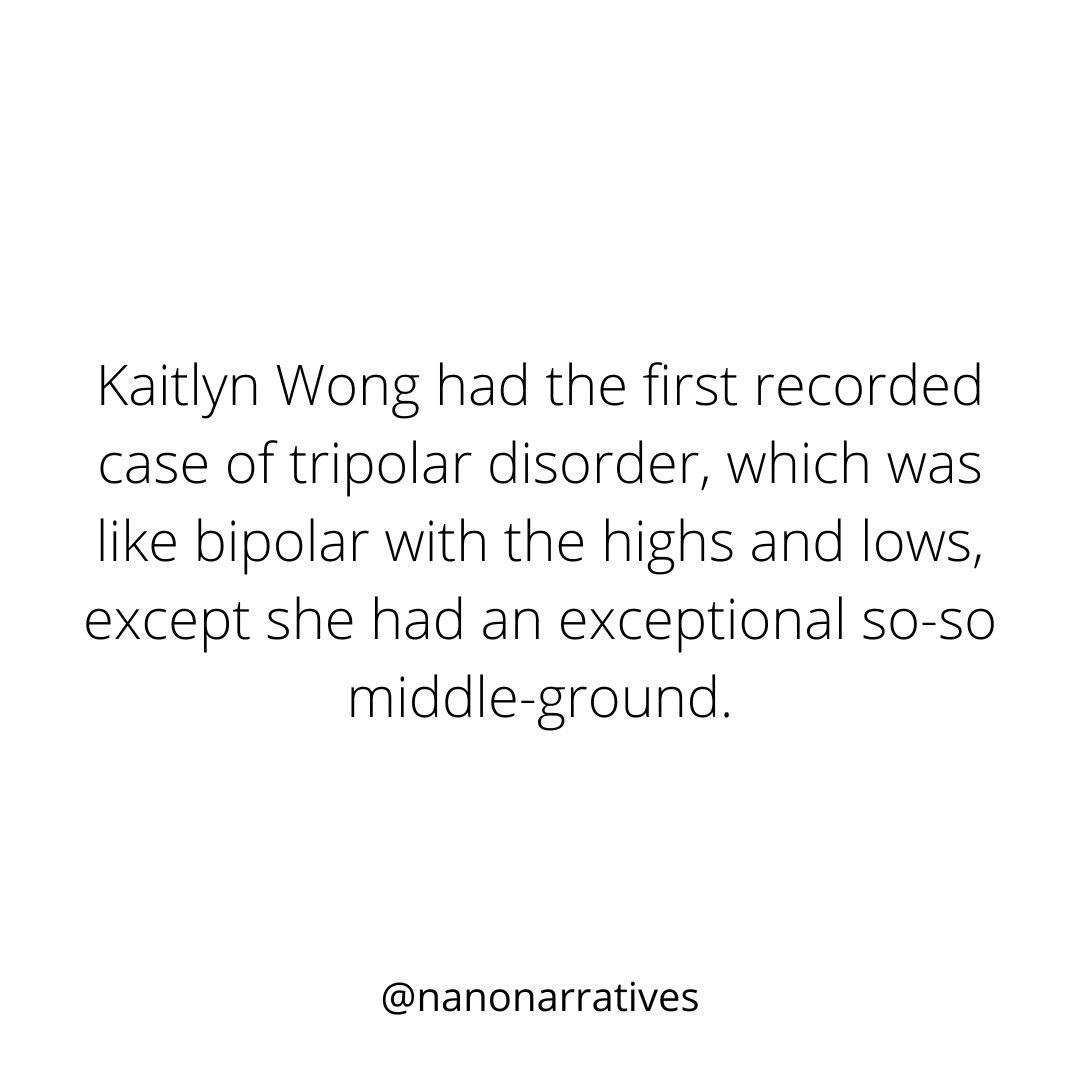 Kaitlyn Wong had the first recorded
case of tripolar disorder, which was
like bipolar with the highs and lows,
except she had an exceptional so-so
middle-ground.
@nanonarratives